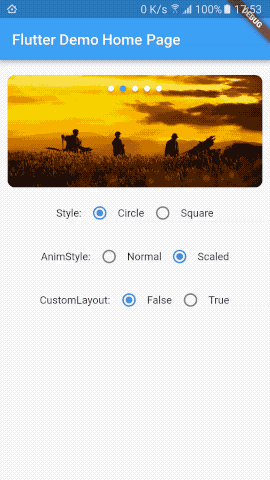 0 K/s 100% 17:53
DEBUG
Flutter Demo Home Page
Style: Circle Square
AnimStyle: Normal Scaled
CustomLayout: False True